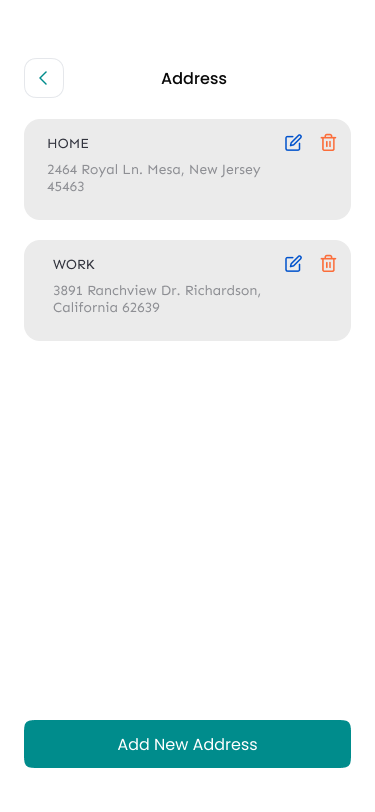 Address
HOME
2464 Royal Ln. Mesa, New Jersey
45463
WORK
3891 Ranchview Dr. Richardson,
California 62639
Add New Address